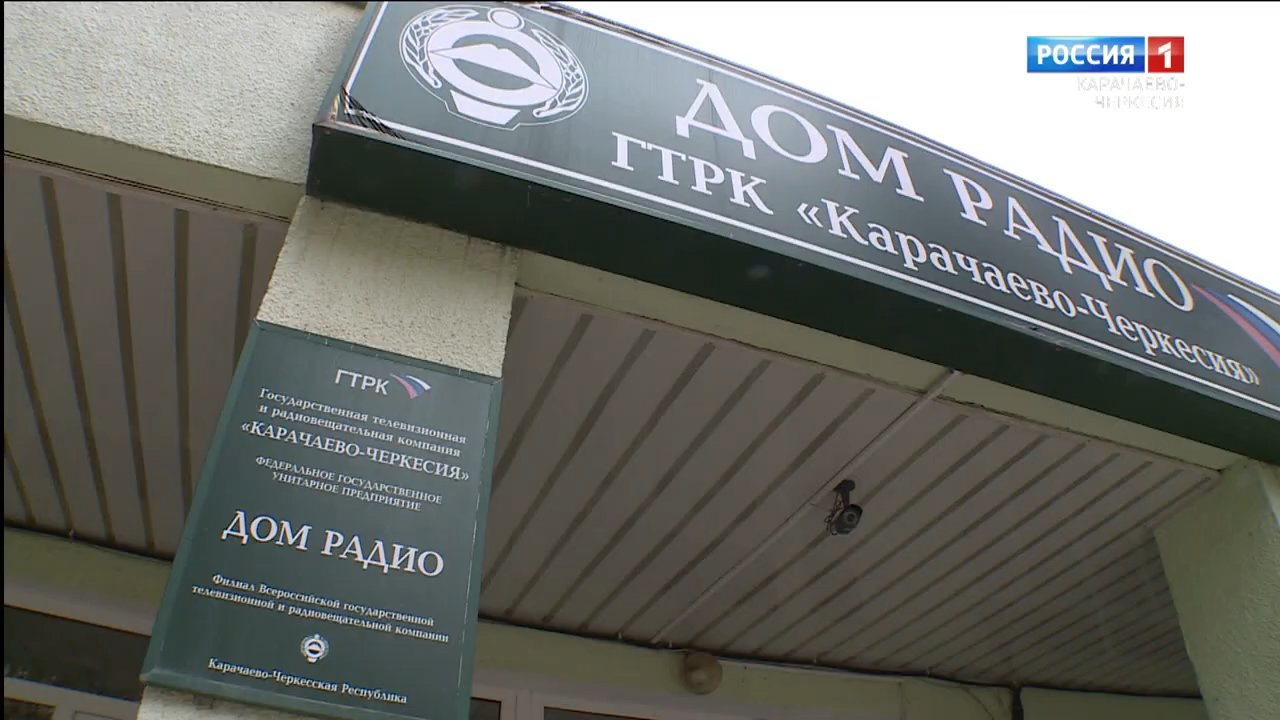 РОССИЯ 1
КАРАЧАЕВО-
ЧЕРКЕСИЯ
ДОМ РАДИО
ГТРК «Карачаево-Черкесия»
ГТРК
Государственная телевизионная
и радиовещательная компания
«КАРАЧАЕВО-ЧЕРКЕСИЯ»
ФЕДЕРАЛЬНОЕ ГОСУДАРСТВЕННОЕ
УНИТАРНОЕ ПРЕДПРИЯТИЕ
ДОМ РАДИО
Филиал Всероссийской государственной
телевизионной и радиовещательной компании
Карачаево-Черкесская Республика